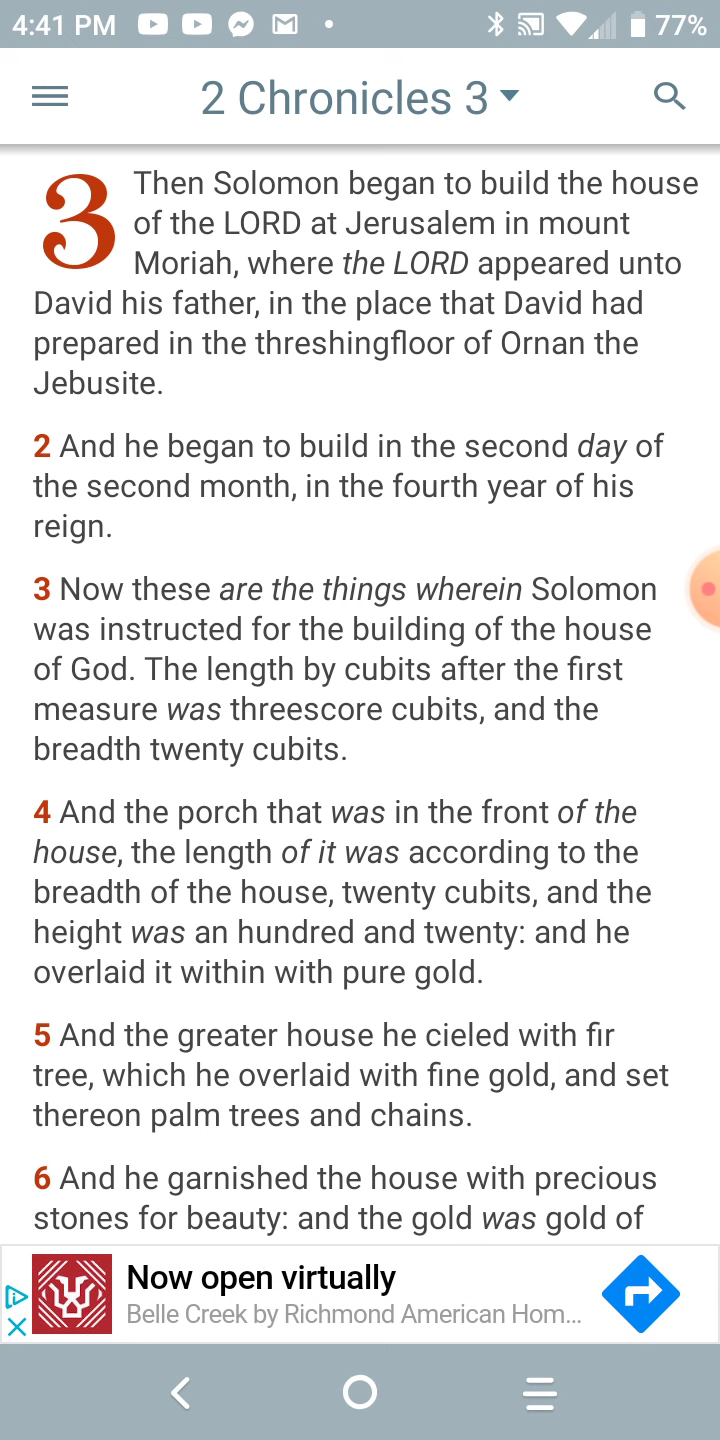 4:41 PM
77%
2 Chronicles 3
3 Then Solomon began to build the house
of the LORD at Jerusalem in mount
Moriah, where the LORD appeared unto
David his father, in the place that David had
prepared in the threshingfloor of Ornan the
Jebusite.
2 And he began to build in the second day of
the second month, in the fourth year of his
reign.
3 Now these are the things wherein Solomon
was instructed for the building of the house
of God. The length by cubits after the first
measure was threescore cubits, and the
breadth twenty cubits.
4 And the porch that was in the front of the
house, the length of it was according to the
breadth of the house, twenty cubits, and the
height was an hundred and twenty: and he
overlaid it within with pure gold.
5 And the greater house he cieled with fir
tree, which he overlaid with fine gold, and set
thereon palm trees and chains.
6 And he garnished the house with precious
stones for beauty: and the gold was gold of
Now open virtually
Belle Creek by Richmond American Hom...